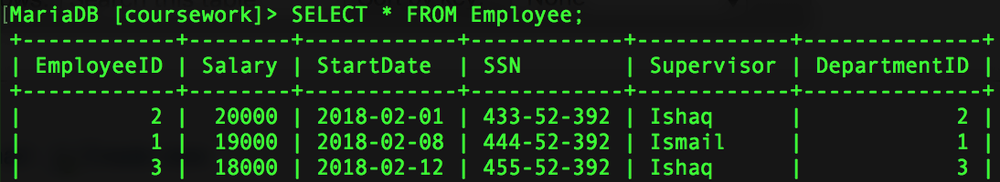 [MariaDB [coursework]> SELECT * FROM Employee;
+------------+--------+------------+------------+------------+--------------+
| EmployeeID | Salary | StartDate  | SSN        | Supervisor | DepartmentID |
+------------+--------+------------+------------+------------+--------------+
|          2 |  20000 | 2018-02-01 | 433-52-392 | Ishaq      |            2 |
|          1 |  19000 | 2018-02-08 | 444-52-392 | Ismail     |            1 |
|          3 |  18000 | 2018-02-12 | 455-52-392 | Ishaq      |            3 |